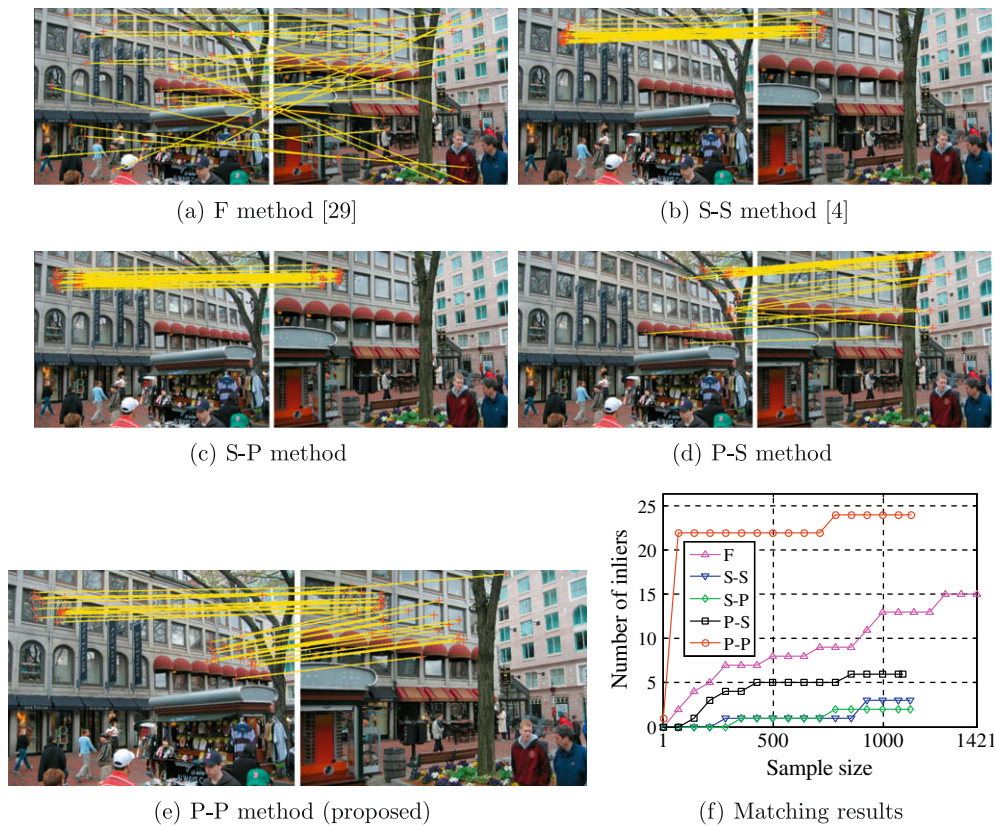 (a) F method [29]
(b) S-S method [4]
(c) S-P method
(d) P-S method
(e) P-P method (proposed)
Number of inliers
25
20
15
10
5
0
F
S-S
S-P
P-S
P-P
1
500
1000
1421
Sample size
(f) Matching results